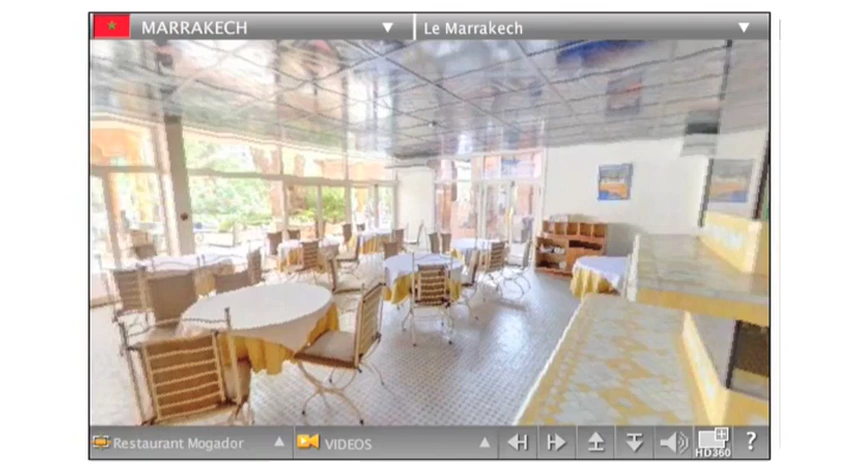 MARRAKECH
Le Marrakech
Restaurant Mogador
VIDEOS
HD360
?